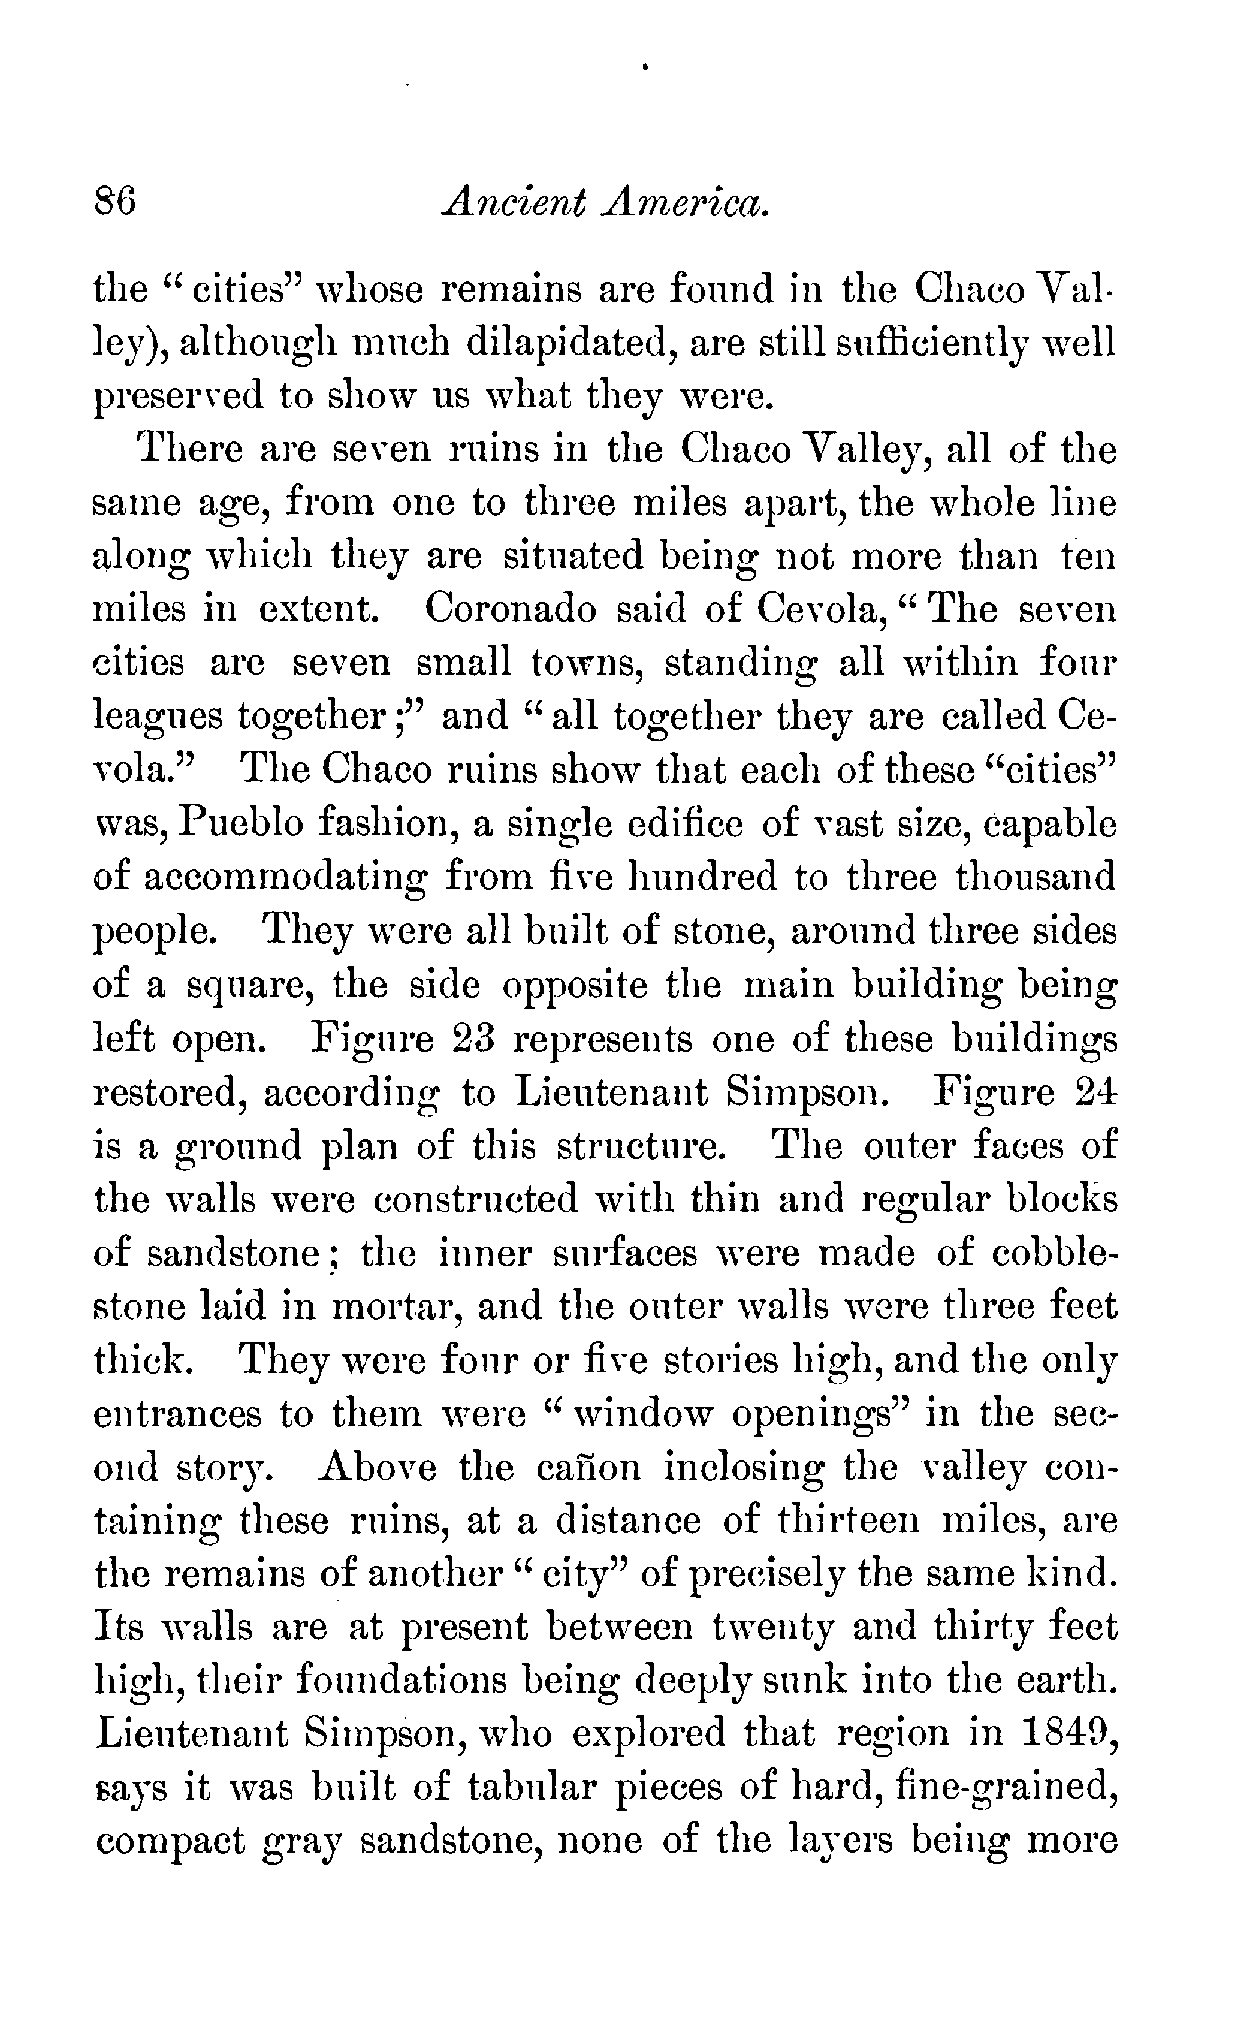 86 Ancient America.
the “ cities” whose remains are found in the Chaco Val-
ley), although much dilapidated, are still sufficiently well
preserved to show us what they were.
There are seven ruins in the Chaco Valley, all of the
same age, from one to three miles apart, the whole line
along which they are situated being not more than ten
miles in extent. Coronado said of Cevola, “ The seven
cities are seven small towns, standing all within four
leagues together ;” and “ all together they are called Ce-
vola.” The Chaco ruins show that each of these “cities”
was, Pueblo fashion, a single edifice of vast size, capable
of accommodating from five hundred to three thousand
people. They were all built of stone, around three sides
of a square, the side opposite the main building being
left open. Figure 23 represents one of these buildings
restored, according to Lieutenant Simpson. Figure 24
is a ground plan of this structure. The outer faces of
the walls were constructed with thin and regular blocks
of sandstone ; the inner surfaces were made of cobble-
stone laid in mortar, and the outer walls were three feet
thick. They were four or five stories high, and the only
entrances to them were “ window openings” in the sec-
ond story. Above the cañon inclosing the valley con-
taining these ruins, at a distance of thirteen miles, are
the remains of another “ city” of precisely the same kind.
Its walls are at present between twenty and thirty feet
high, their foundations being deeply sunk into the earth.
Lieutenant Simpson, who explored that region in 1849,
says it was built of tabular pieces of hard, fine-grained,
compact gray sandstone, none of the layers being more